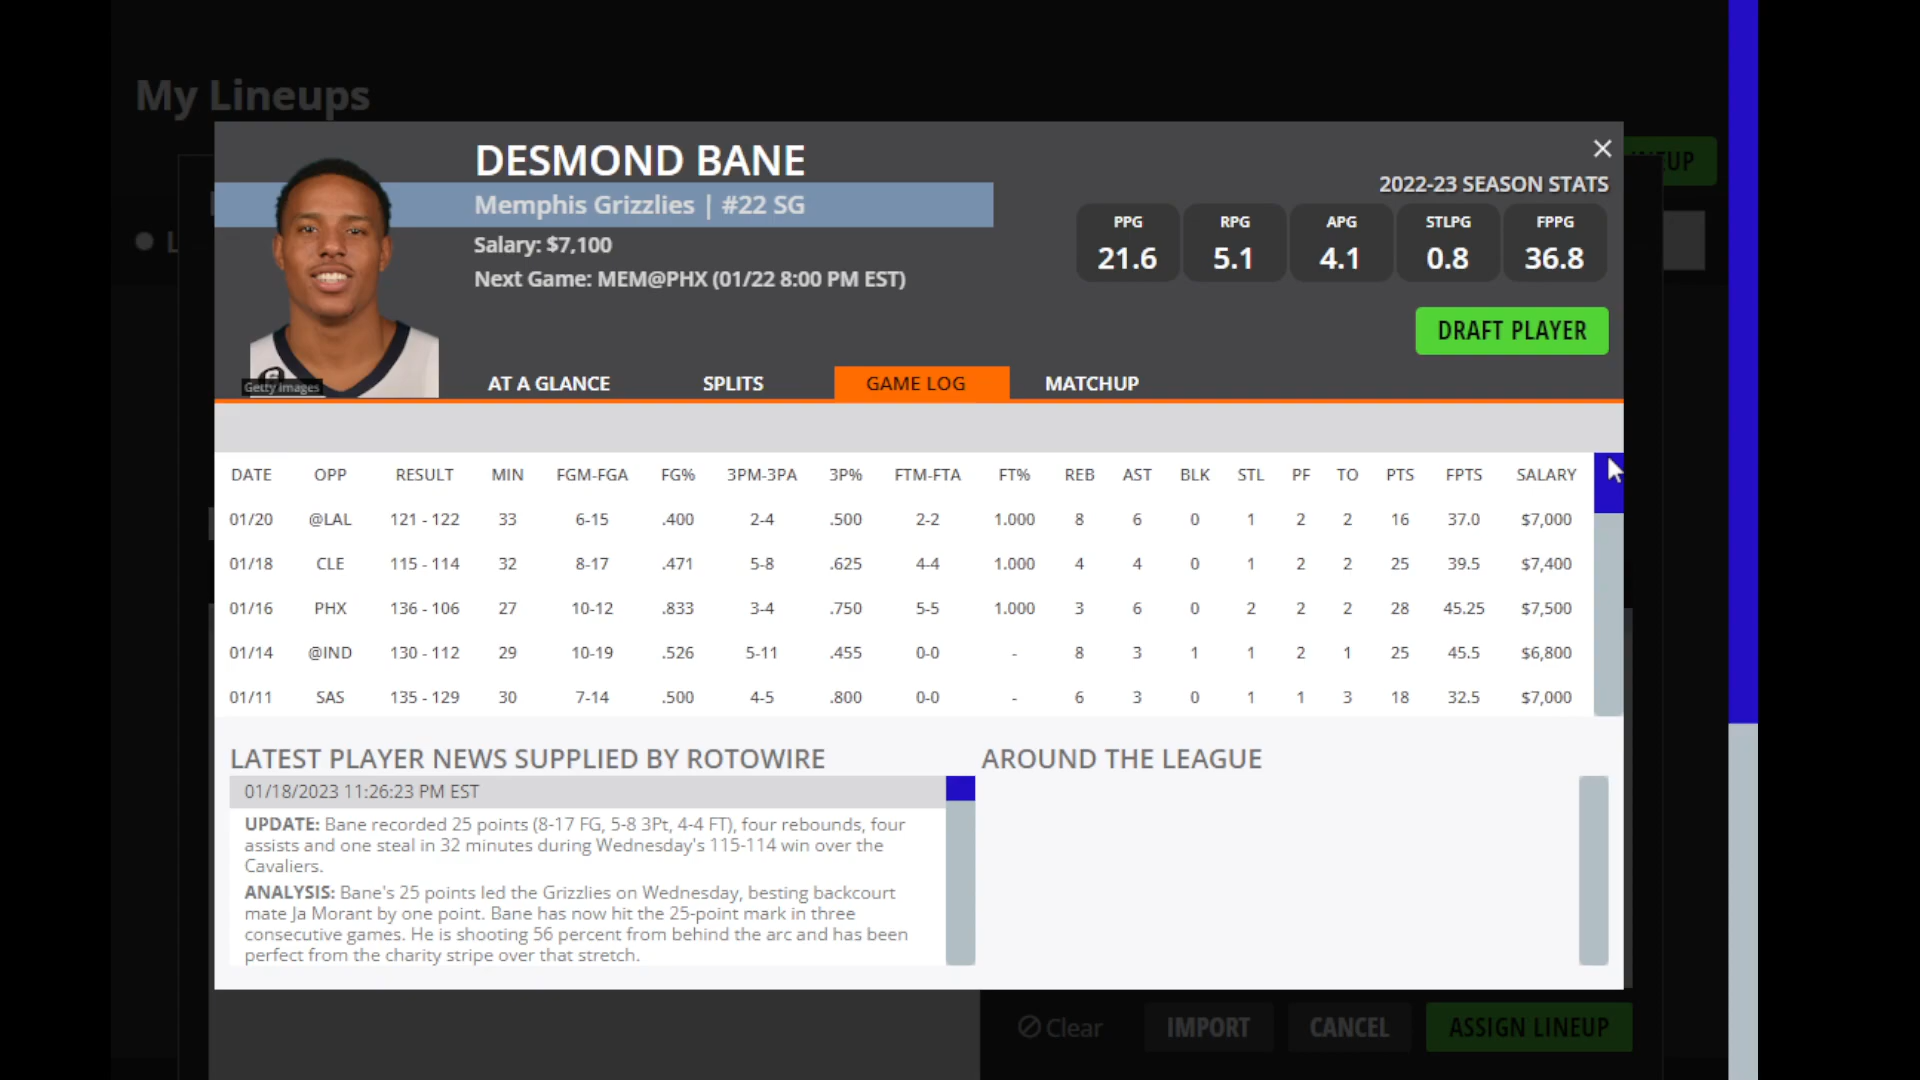 My Lineups
DESMOND BANE
Memphis Grizzlies | #22 SG
Salary: $7,100
Next Game: MEM@PHX (01/22 8:00 PM EST)
2022-23 SEASON STATS
PPG RPG APG STLPG FPPG
21.6 5.1 4.1 0.8 36.8
DRAFT PLAYER
Getty images
AT A GLANCE SPLITS GAME LOG MATCHUP
DATE OPP RESULT MIN FGM-FGA FG% 3PM-3PA 3P% FTM-FTA FT% REB AST BLK STL PF TO PTS FPTS SALARY
01/20 @LAL 121 - 122 33 6-15 .400 2-4 .500 2-2 1.000 8 6 0 1 2 2 16 37.0 $7,000
01/18 CLE 115 - 114 32 8-17 .471 5-8 .625 4-4 1.000 4 4 0 1 2 2 25 39.5 $7,400
01/16 PHX 136 - 106 27 10-12 .833 3-4 .750 5-5 1.000 3 6 0 2 2 2 28 45.25 $7,500
01/14 @IND 130 - 112 29 10-19 .526 5-11 .455 0-0 - 8 3 1 1 2 1 25 45.5 $6,800
01/11 SAS 135 - 129 30 7-14 .500 4-5 .800 0-0 - 6 3 0 1 1 3 18 32.5 $7,000
LATEST PLAYER NEWS SUPPLIED BY ROTOWIRE
01/18/2023 11:26:23 PM EST
UPDATE: Bane recorded 25 points (8-17 FG, 5-8 3Pt, 4-4 FT), four rebounds, four
assists and one steal in 32 minutes during Wednesday's 115-114 win over the
Cavaliers.
ANALYSIS: Bane's 25 points led the Grizzlies on Wednesday, besting backcourt
mate Ja Morant by one point. Bane has now hit the 25-point mark in three
consecutive games. He is shooting 56 percent from behind the arc and has been
perfect from the charity stripe over that stretch.
AROUND THE LEAGUE
Clear IMPORT CANCEL ASSIGN LINEUP